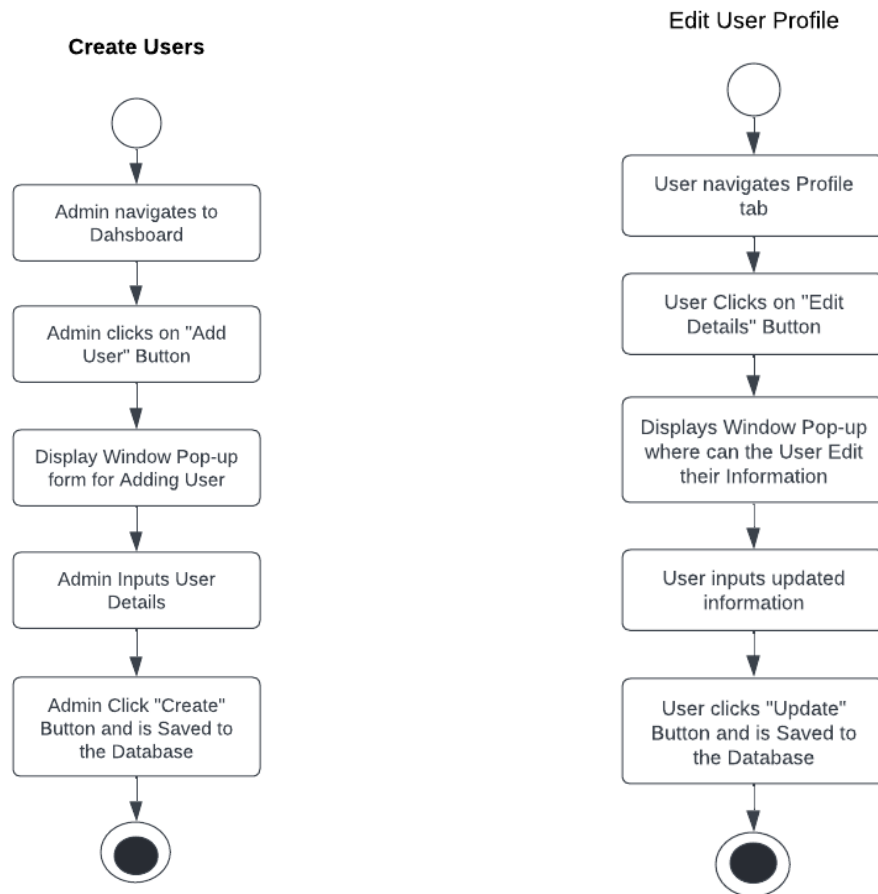 Create Users
Admin navigates to
Dahsboard
Admin clicks on "Add
User" Button
Display Window Pop-up
form for Adding User
Admin Inputs User
Details
Admin Click "Create"
Button and is Saved to
the Database
Edit User Profile
User navigates Profile
tab
User Clicks on "Edit
Details" Button
Displays Window Pop-up
where can the User Edit
their Information
User inputs updated
information
User clicks "Update"
Button and is Saved to
the Database